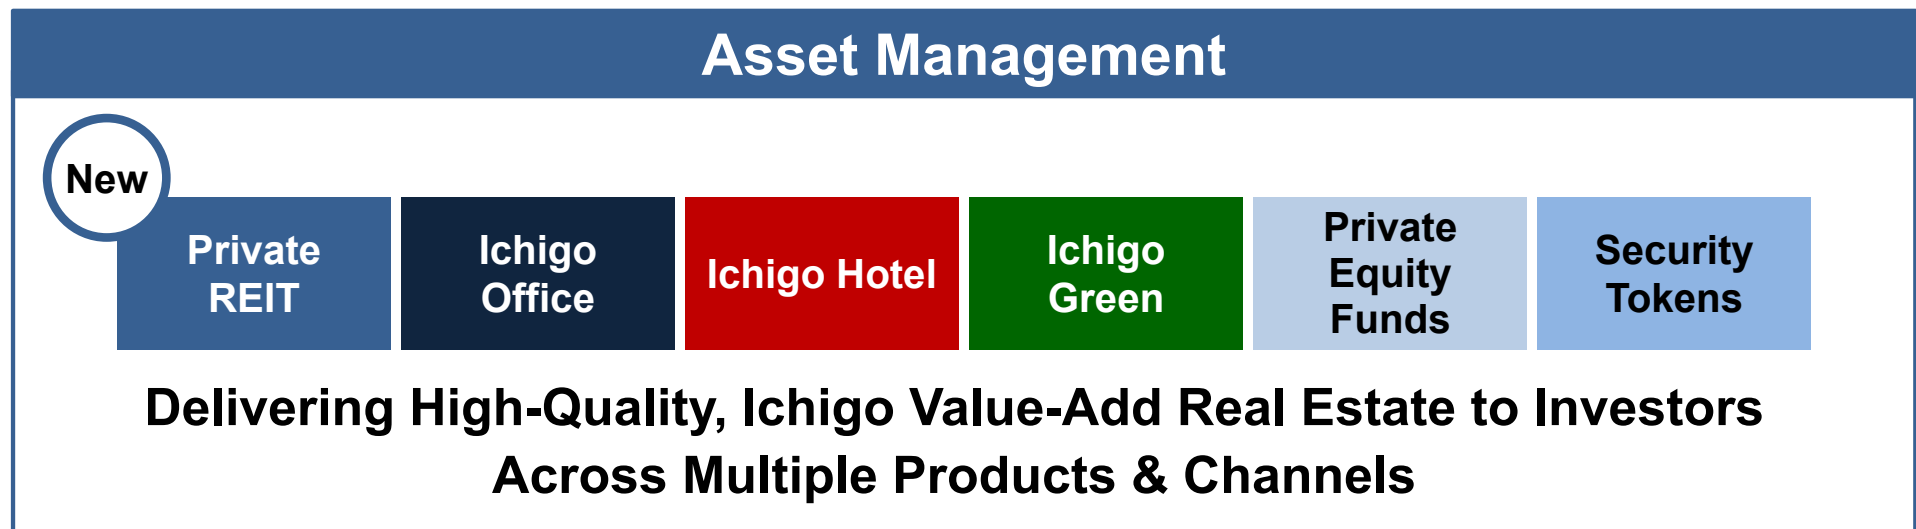 Asset Management
New
Private
REIT
Ichigo
Office
Ichigo Hotel
Ichigo
Green
Private
Equity
Funds
Security
Tokens
Delivering High-Quality, Ichigo Value-Add Real Estate to Investors
Across Multiple Products & Channels